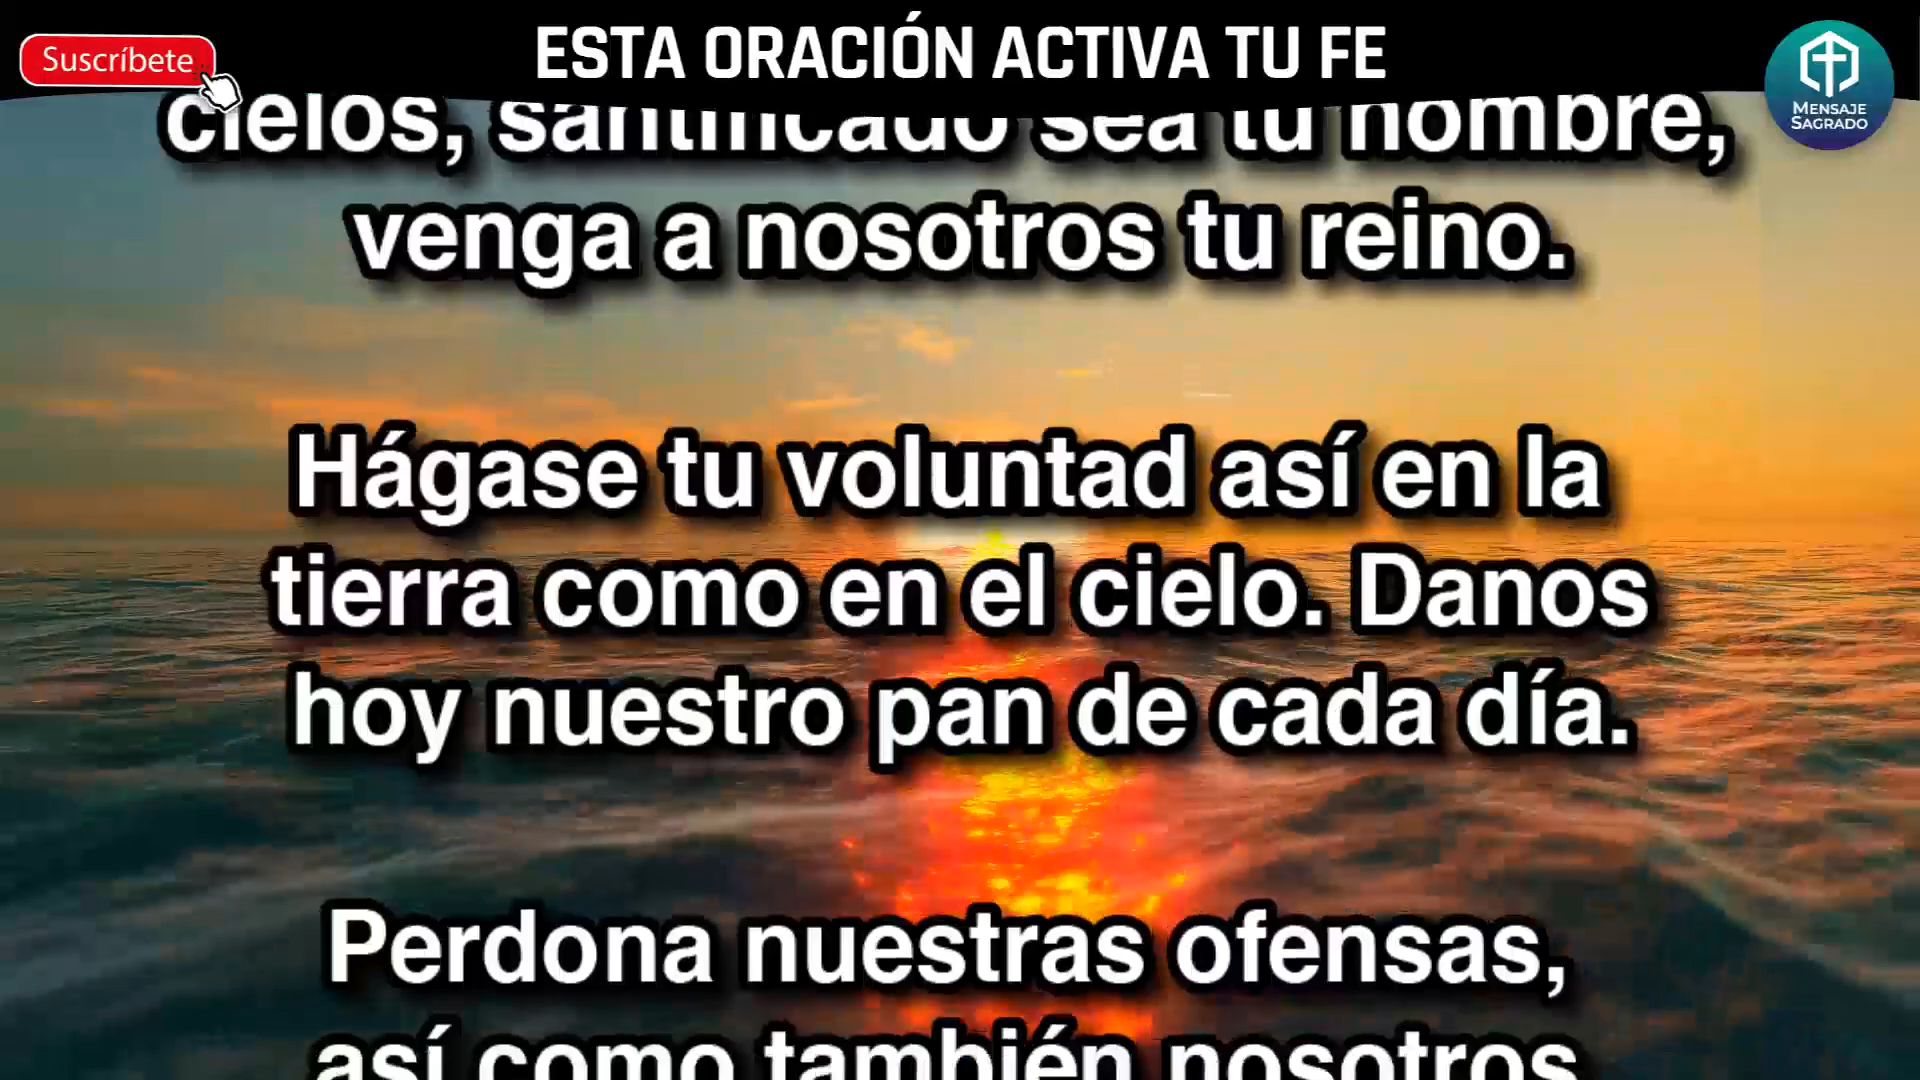 Suscríbete
ESTA ORACIÓN ACTIVA TU FE
MENSAJE
SAGRADO
cielos, santificado sea tu nombre,
venga a nosotros tu reino.
Hágase tu voluntad así en la
tierra como en el cielo. Danos
hoy nuestro pan de cada día.
Perdona nuestras ofensas,
así como también nosotros